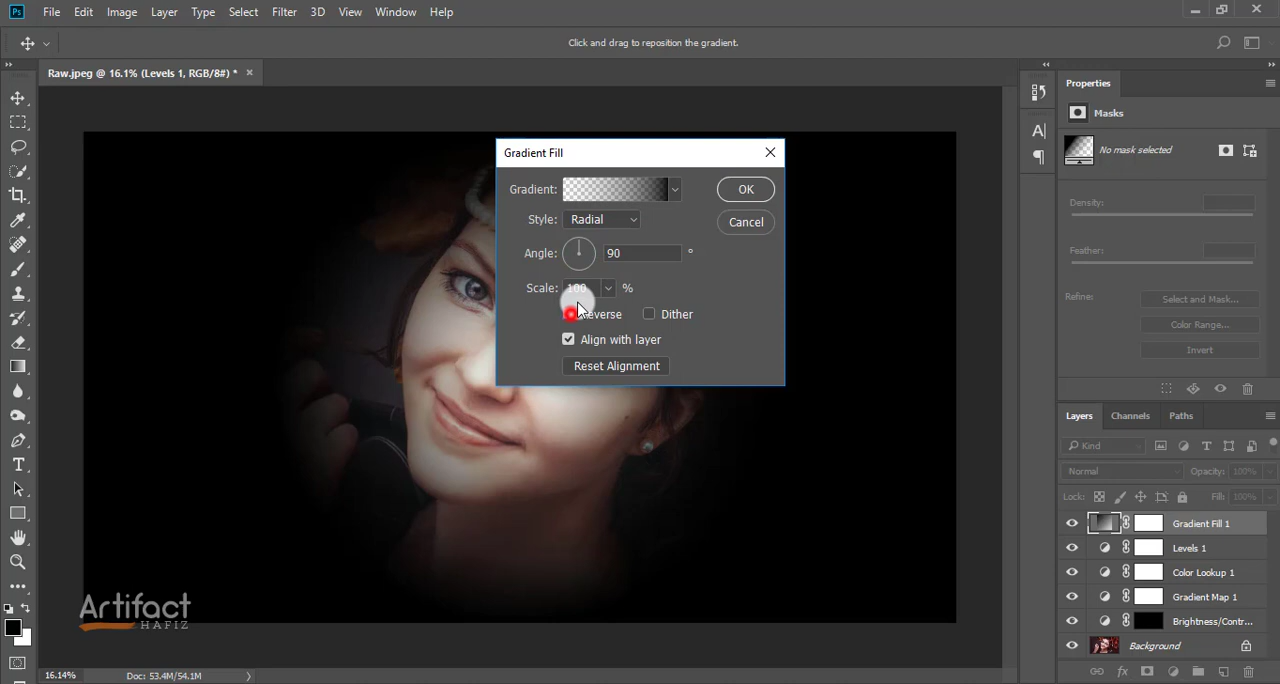 Ps File Edit Image Layer Type Select Filter 3D View Window Help
Click and drag to reposition the gradient.
Raw.jpeg @ 16.1% (Levels 1, RGB/8#) * ×
Properties
Masks
No mask selected
Density:
Feather:
Refine:
Select and Mask...
Color Range...
Invert
Gradient Fill
Gradient:
OK
Style: Radial
Cancel
Angle: 90 °
Scale: 100 %
Dither
Align with layer
Reset Alignment
Layers Channels Paths
Kind
Normal Opacity: 100%
Lock: Fill: 100%
Gradient Fill 1
Levels 1
Color Lookup 1
Gradient Map 1
Brightness/Contr...
Background
Artifact
HAFIZ
16.14% Doc: 53.4M/54.1M